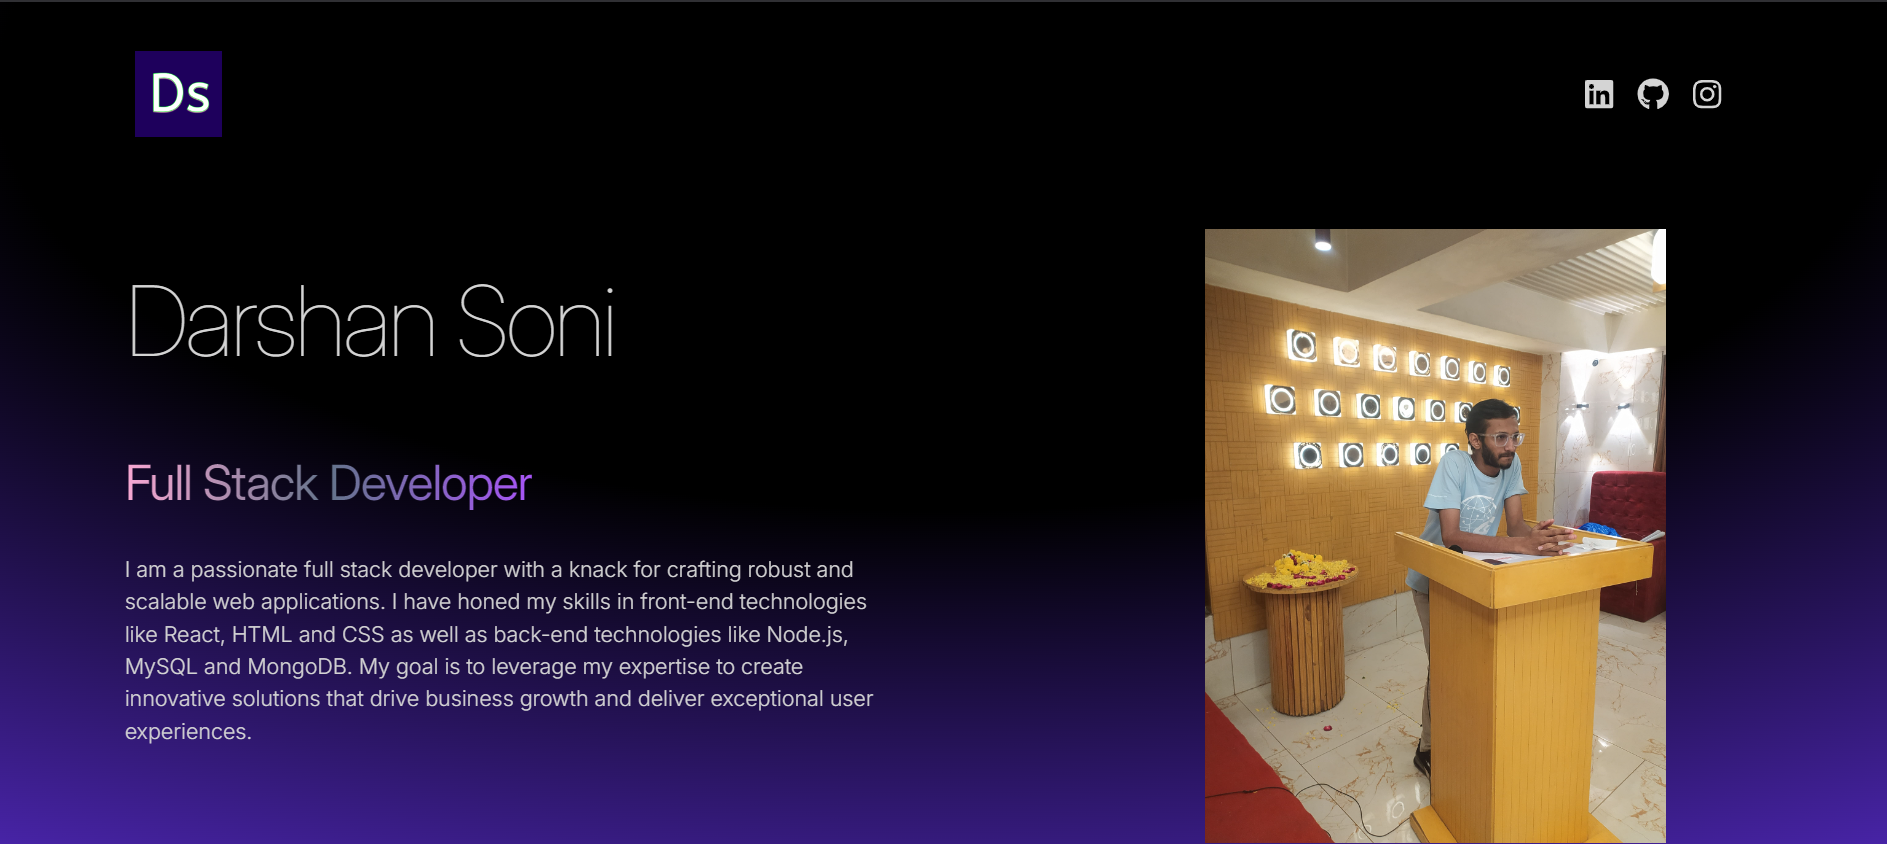 Ds
in
Darshan Soni
Full Stack Developer
I am a passionate full stack developer with a knack for crafting robust and
scalable web applications. I have honed my skills in front-end technologies
like React, HTML and CSS as well as back-end technologies like Node.js,
MySQL and MongoDB. My goal is to leverage my expertise to create
innovative solutions that drive business growth and deliver exceptional user
experiences.